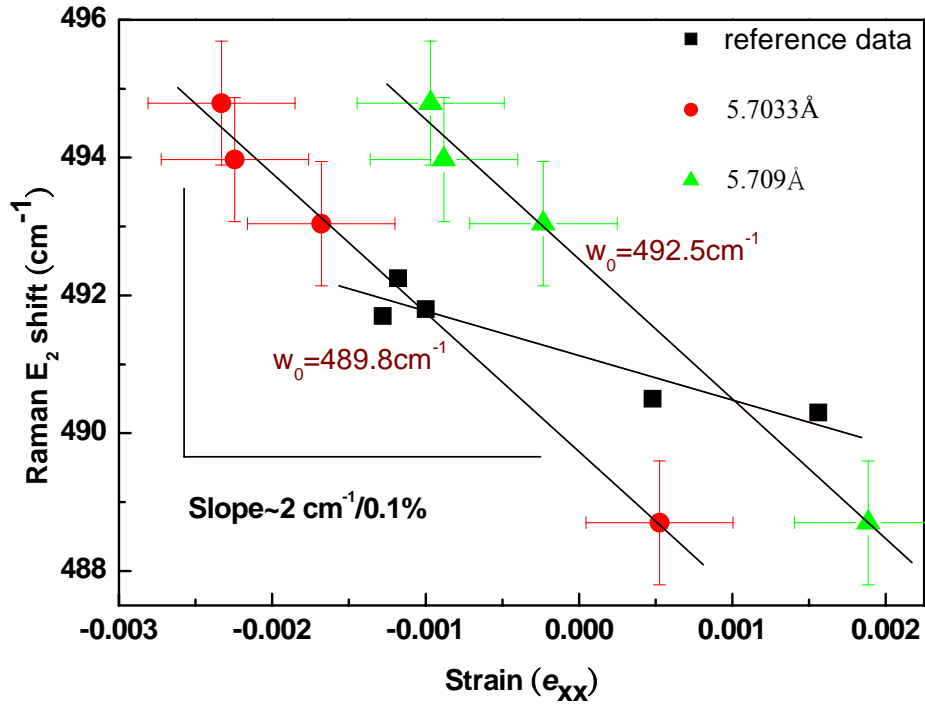 496
494
492
490
488
Raman E₂ shift (cm⁻¹)
reference data
5.7033Å
5.709Å
w₀=492.5cm⁻¹
w₀=489.8cm⁻¹
Slope~2 cm⁻¹/0.1%
-0.003 -0.002 -0.001 0.000 0.001 0.002
Strain (eₓₓ)